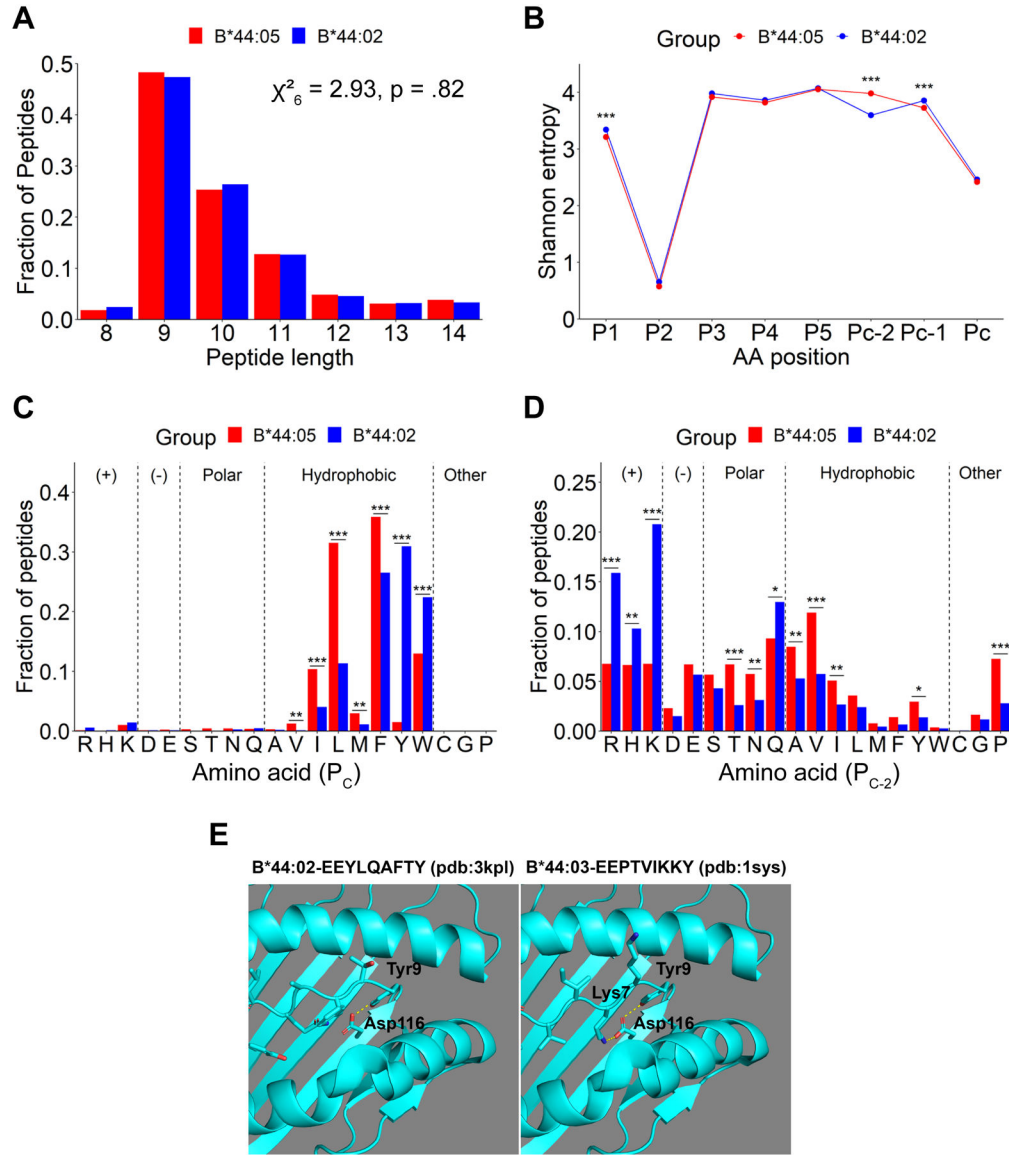 A
B*44:05 B*44:02
χ²₆ = 2.93, p = .82
Fraction of Peptides
0.5
0.4
0.3
0.2
0.1
0.0
8 9 10 11 12 13 14
Peptide length
B
Group B*44:05 B*44:02
Shannon entropy
4
3
2
1
0
*** *** ***
P1 P2 P3 P4 P5 Pc-2 Pc-1 Pc
AA position
C
Group B*44:05 B*44:02
(+) (-) Polar Hydrophobic Other
Fraction of peptides
0.4
0.3
0.2
0.1
0.0
** *** *** ** *** *** ***
R H K D E S T N Q A V I L M F Y W C G P
Amino acid (P_C)
D
Group B*44:05 B*44:02
(+) (-) Polar Hydrophobic Other
Fraction of peptides
0.25
0.20
0.15
0.10
0.05
0.00
*** ** *** *** ** * ** *** ** * ***
R H K D E S T N Q A V I L M F Y W C G P
Amino acid (P_C-2)
E
B*44:02-EEYLQAFTY (pdb:3kpl) B*44:03-EEPTVIKKY (pdb:1sys)
Tyr9
Asp116
Tyr9
Lys7
Asp116